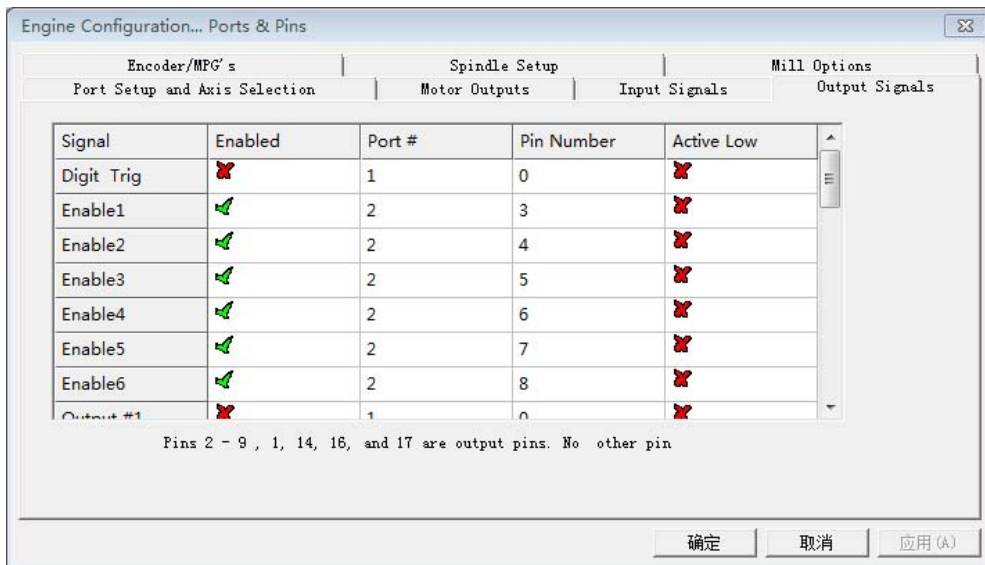 Engine Configuration... Ports & Pins
Encoder/MPG's Spindle Setup Mill Options
Port Setup and Axis Selection Motor Outputs Input Signals Output Signals
Signal Enabled Port # Pin Number Active Low
Digit Trig 1 0
Enable1 2 3
Enable2 2 4
Enable3 2 5
Enable4 2 6
Enable5 2 7
Enable6 2 8
Output #1 1 0
Pins 2 - 9 , 1, 14, 16, and 17 are output pins. No other pin
确定 取消 应用(A)